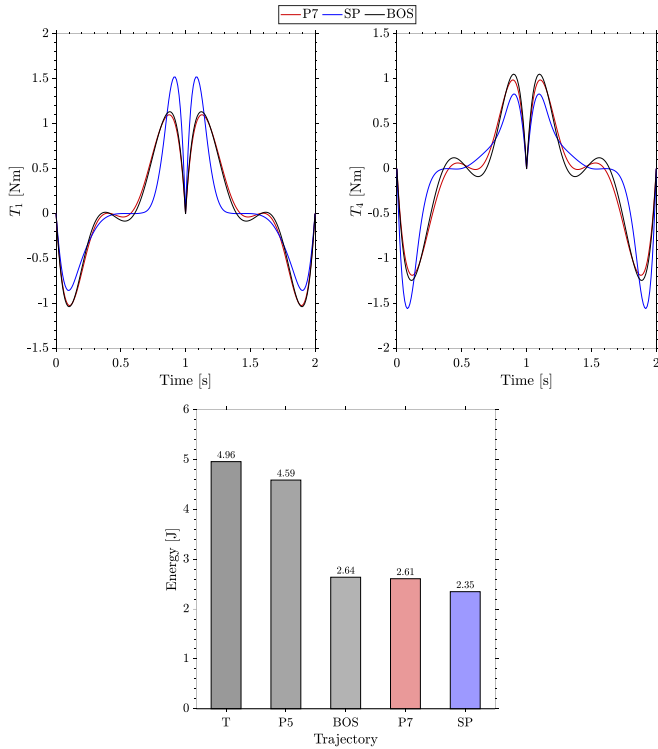 P7 SP BOS
2
1.5
1
0.5
0
-0.5
-1
-1.5
T1 [Nm]
0 0.5 1 1.5 2
Time [s]
1.5
1
0.5
0
-0.5
-1
-1.5
-2
T4 [Nm]
0 0.5 1 1.5 2
Time [s]
6
5
4
3
2
1
0
Energy [J]
4.96
4.59
2.64
2.61
2.35
T P5 BOS P7 SP
Trajectory